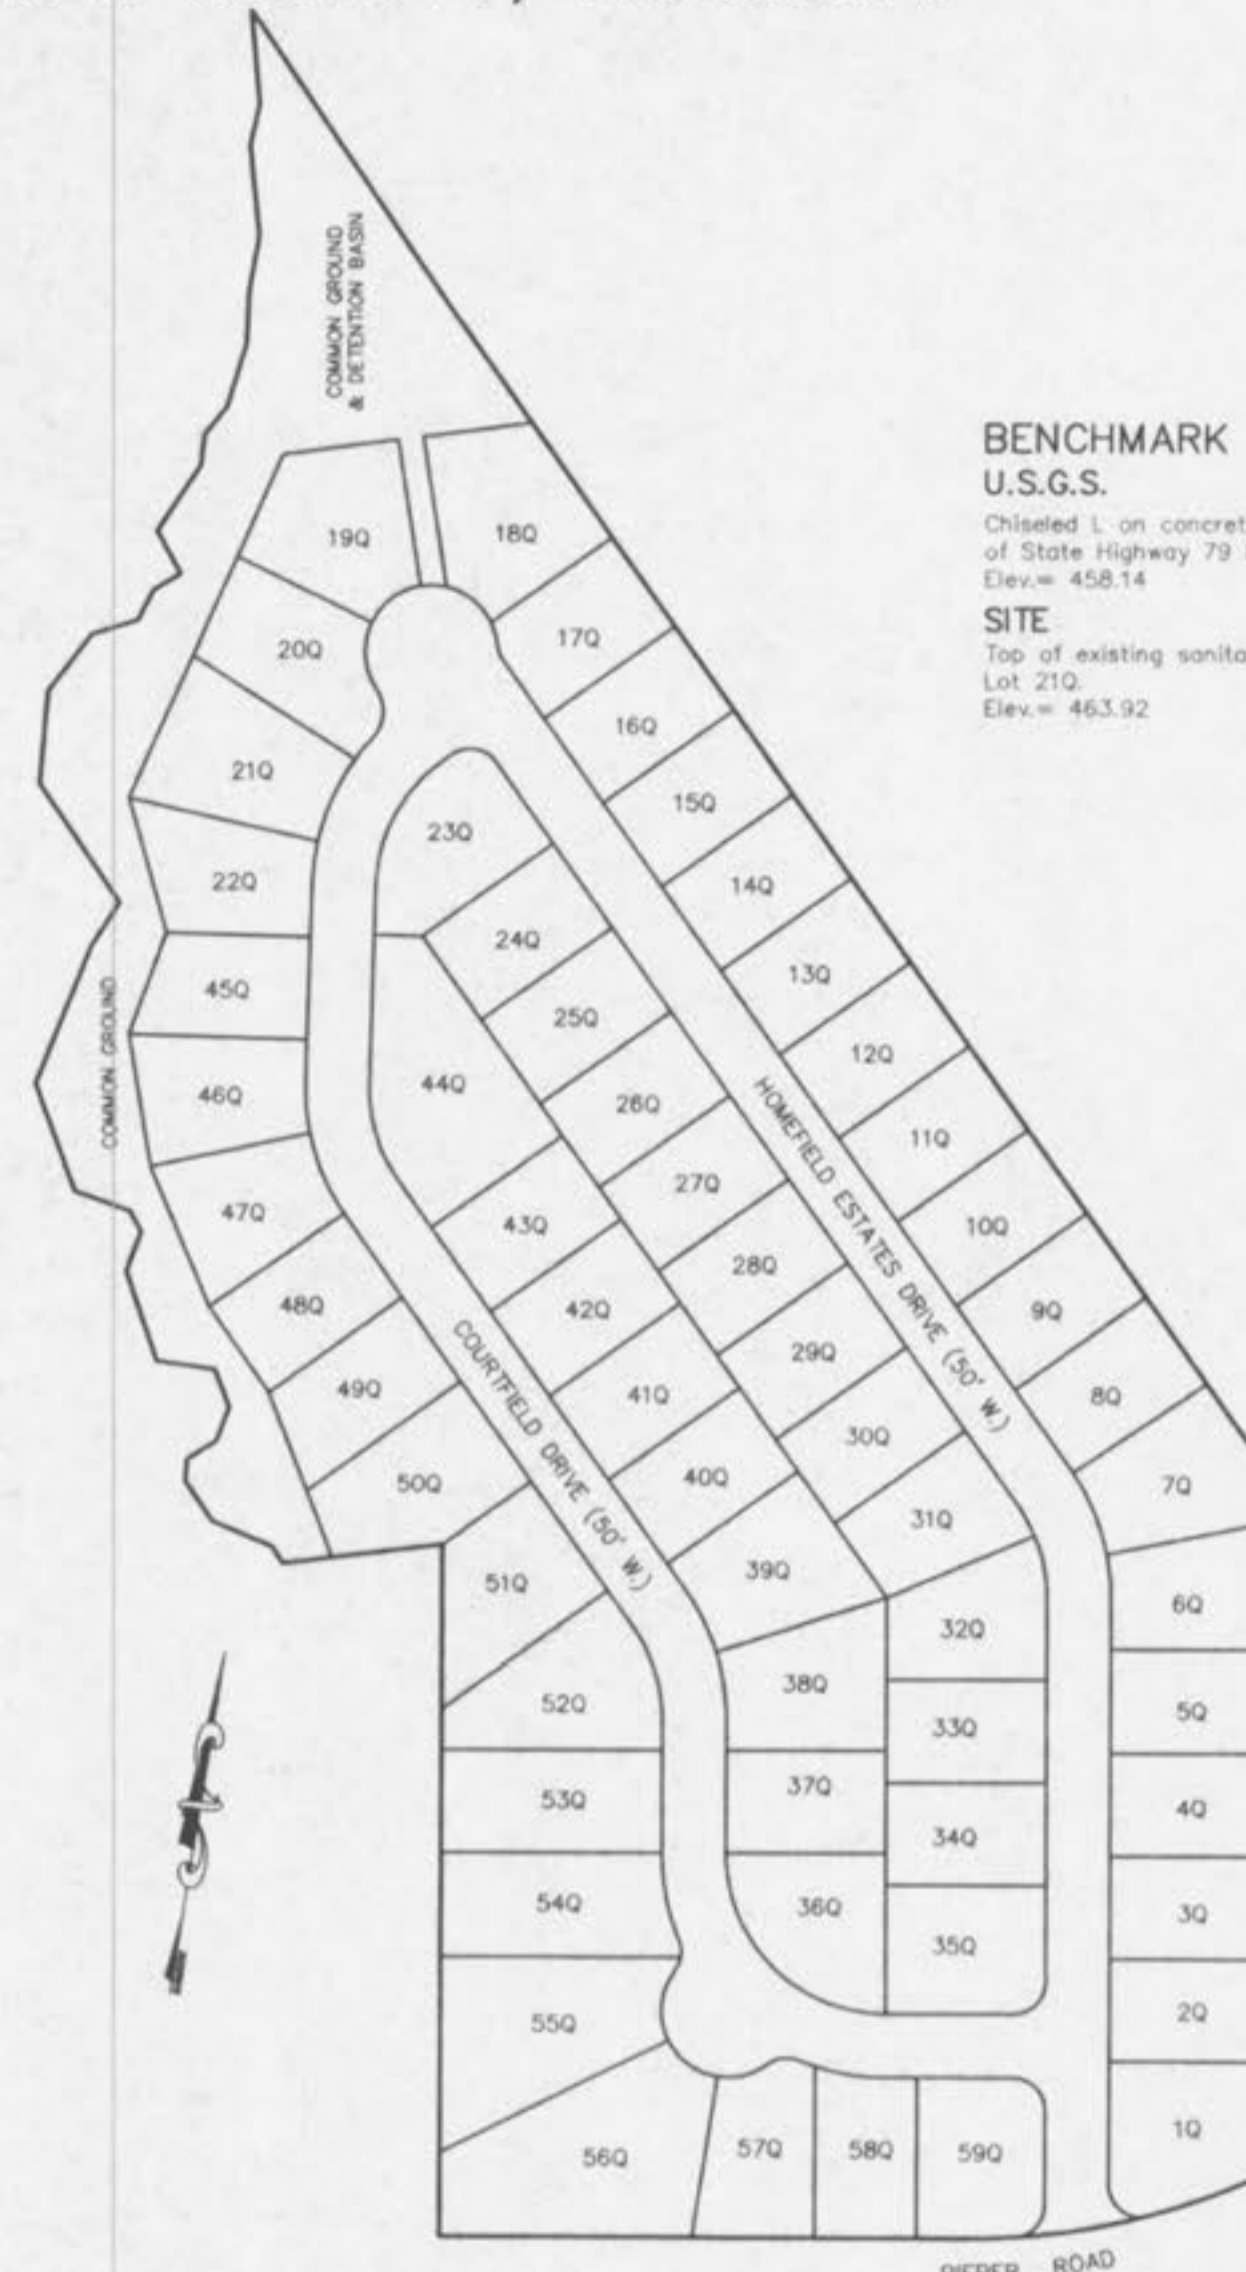 COMMON GROUND
& DETENTION BASIN
BENCHMARK
U.S.G.S.
Chiseled L on concret
of State Highway 79
Elev.= 458.14
SITE
Top of existing sanita
Lot 21Q.
Elev.= 463.92
19Q
18Q
20Q
17Q
16Q
21Q
15Q
23Q
22Q
14Q
24Q
13Q
45Q
25Q
12Q
44Q
46Q
26Q
11Q
COMMON GROUND
HOMEFIELD ESTATES DRIVE (50' W.)
27Q
47Q
43Q
10Q
28Q
48Q
42Q
9Q
29Q
49Q
41Q
8Q
COURTFIELD DRIVE (50' W.)
30Q
50Q
40Q
7Q
31Q
51Q
39Q
6Q
32Q
38Q
52Q
5Q
33Q
37Q
53Q
4Q
34Q
54Q
36Q
3Q
35Q
55Q
2Q
56Q
57Q
58Q
59Q
1Q
ROAD